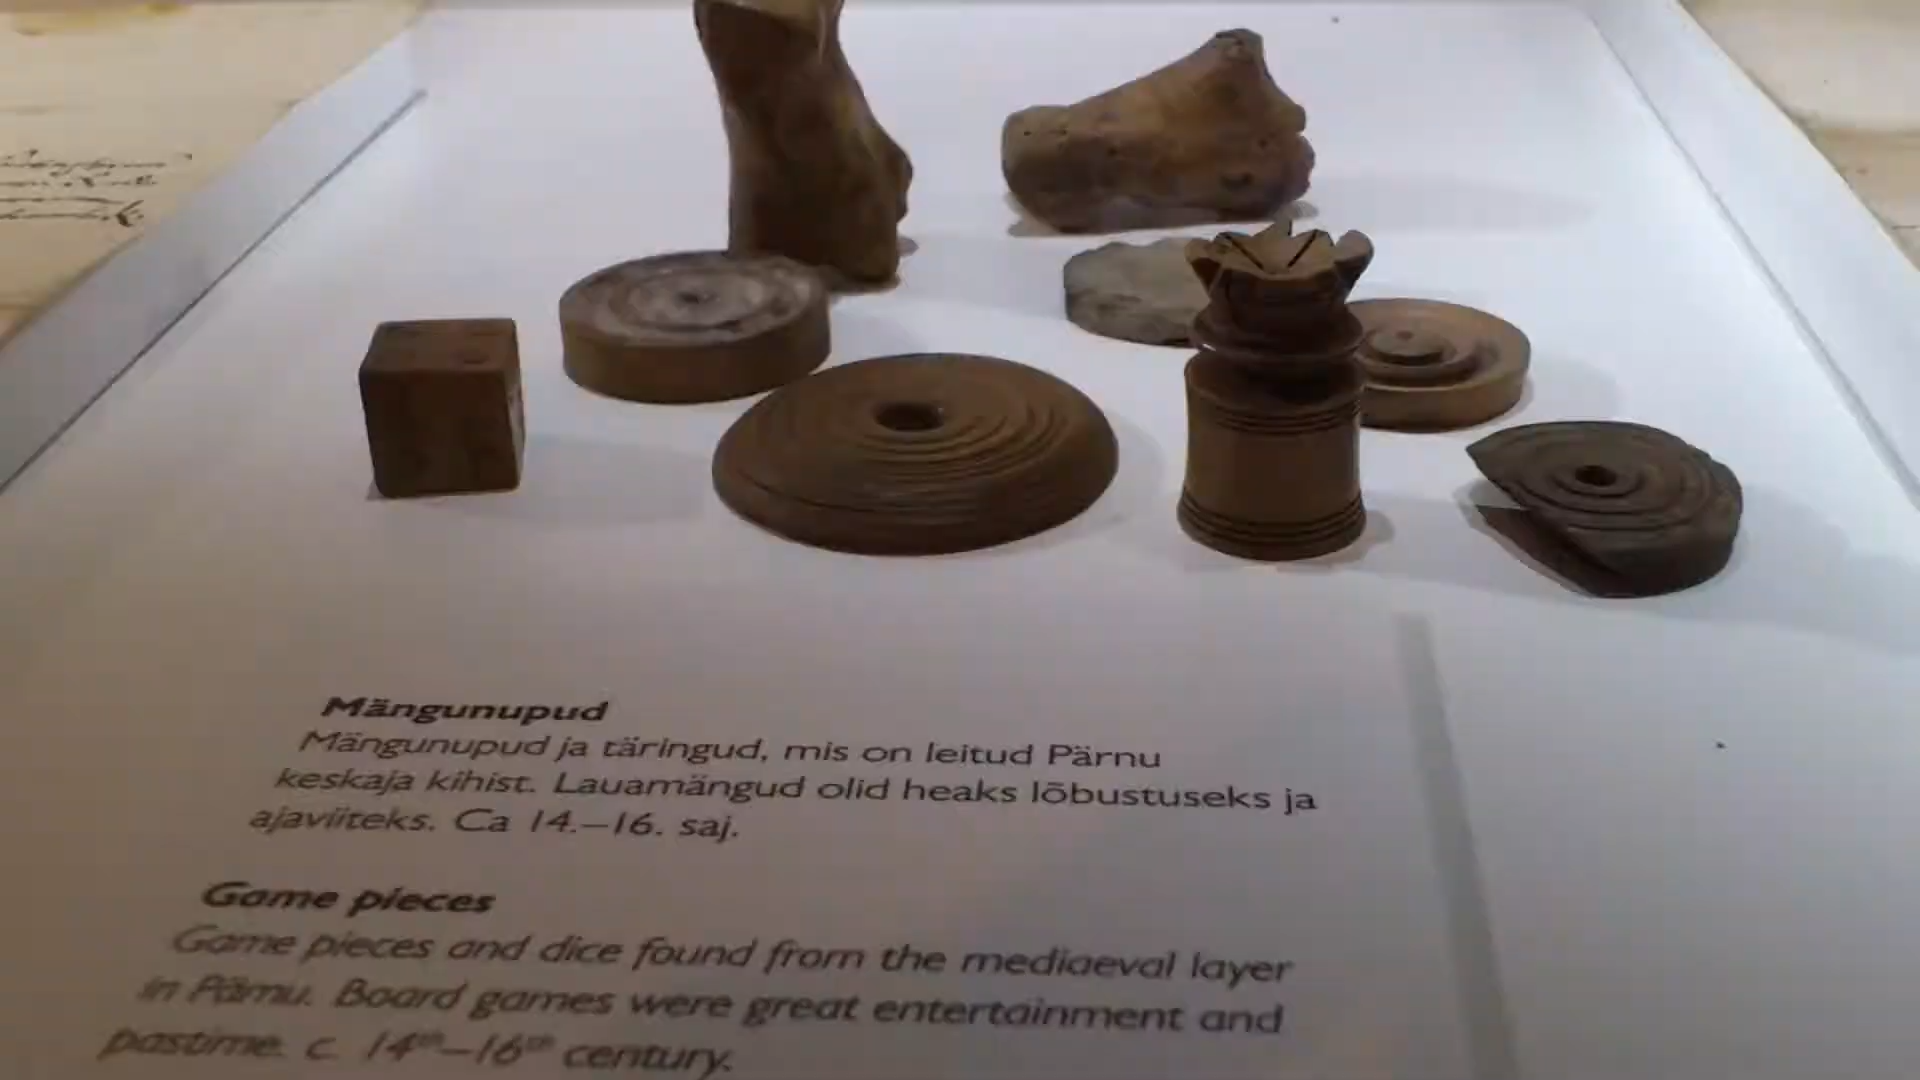 Mängunupud
Mängunupud ja täringud, mis on leitud Pärnu
keskaja kihist. Lauamängud olid heaks lõbustuseks ja
ajaviiteks. Ca 14.–16. saj.
Game pieces
Game pieces and dice found from the mediaeval layer
in Pärnu. Board games were great entertainment and
pastime. c. 14th–16th century.